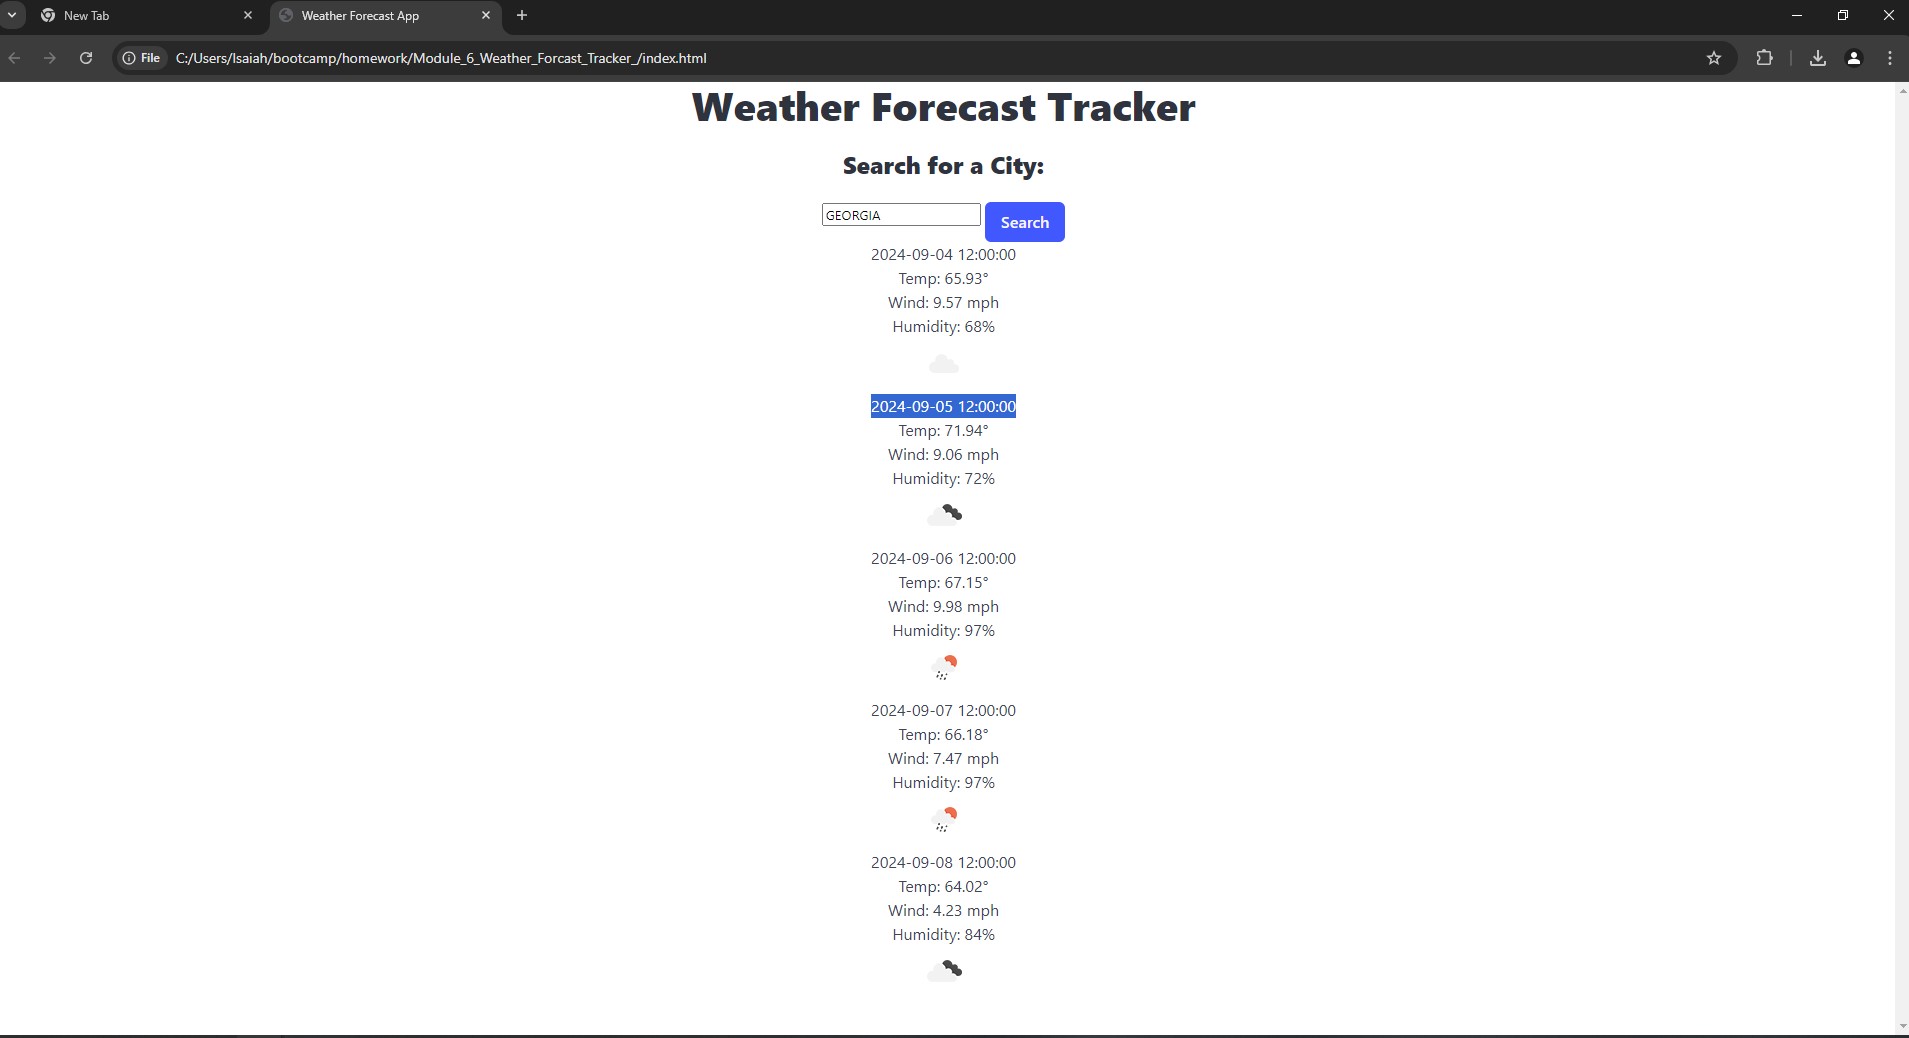 New Tab
Weather Forecast App
File C:/Users/Isaiah/bootcamp/homework/Module_6_Weather_Forcast_Tracker_/index.html
Weather Forecast Tracker
Search for a City:
GEORGIA Search
2024-09-04 12:00:00
Temp: 65.93°
Wind: 9.57 mph
Humidity: 68%
2024-09-05 12:00:00
Temp: 71.94°
Wind: 9.06 mph
Humidity: 72%
2024-09-06 12:00:00
Temp: 67.15°
Wind: 9.98 mph
Humidity: 97%
2024-09-07 12:00:00
Temp: 66.18°
Wind: 7.47 mph
Humidity: 97%
2024-09-08 12:00:00
Temp: 64.02°
Wind: 4.23 mph
Humidity: 84%